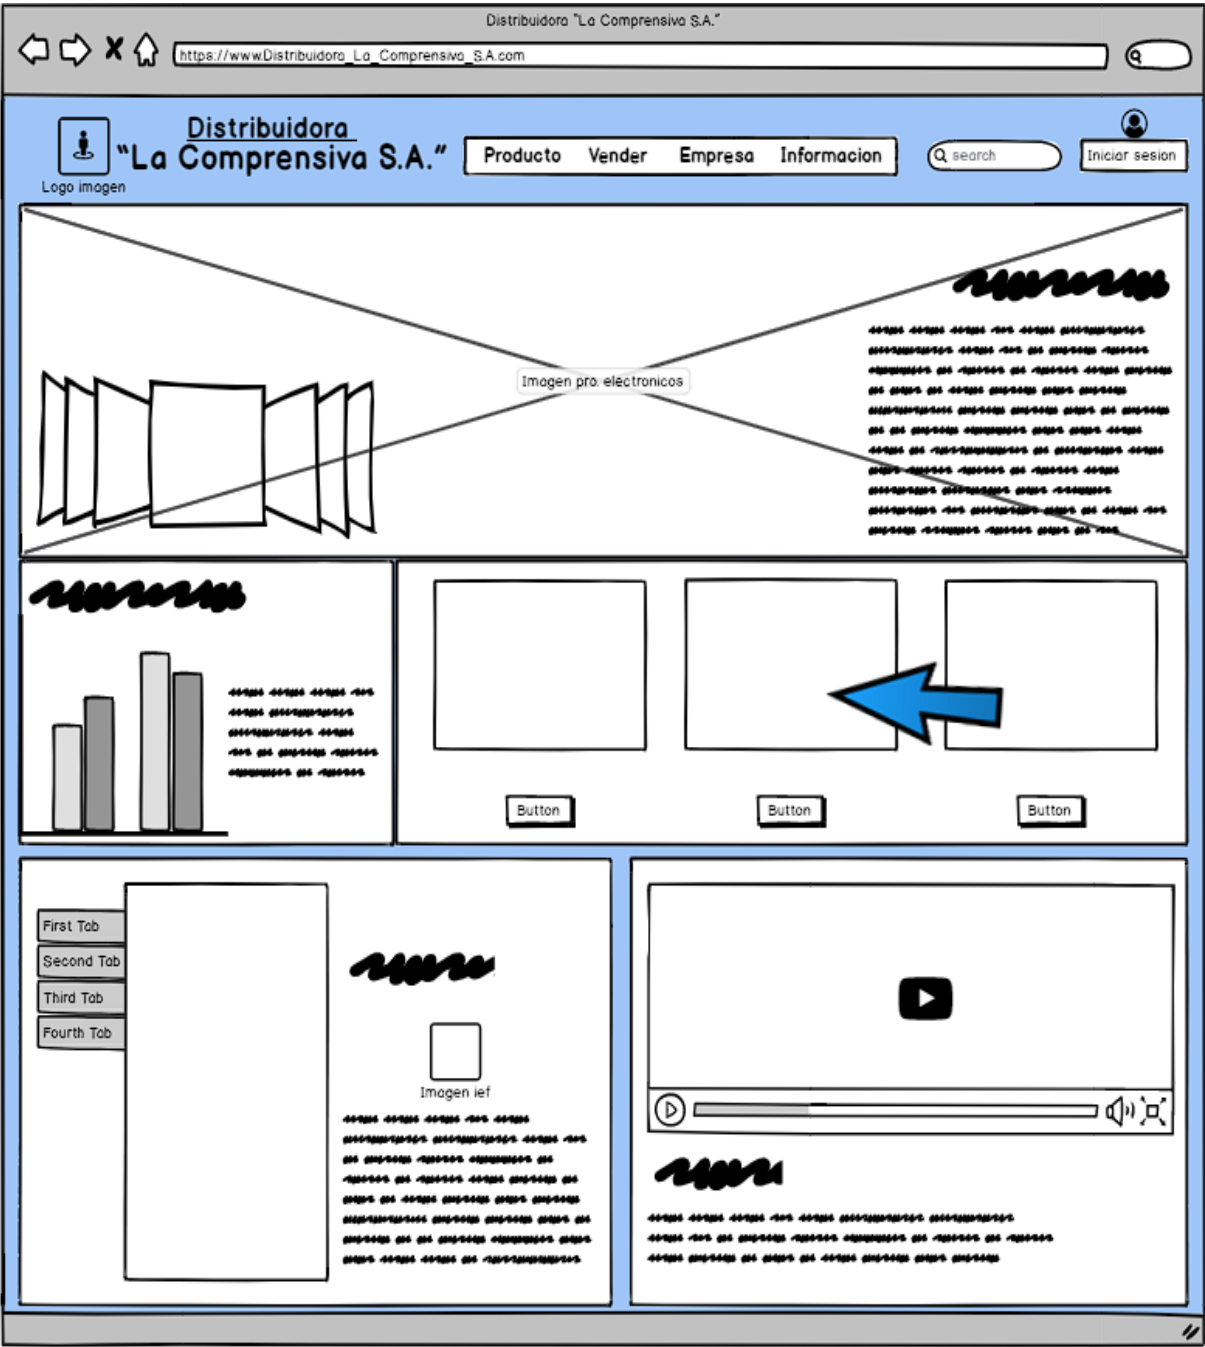 Distribuidora "La Comprensiva S.A."
https://www.Distribuidora_La_Comprensiva_S.A.com
Distribuidora
"La Comprensiva S.A."
Logo imagen
Producto Vender Empresa Informacion
search
Iniciar sesion
Imagen pro. electronicos
Button Button Button
First Tab
Second Tab
Third Tab
Fourth Tab
Imagen ief